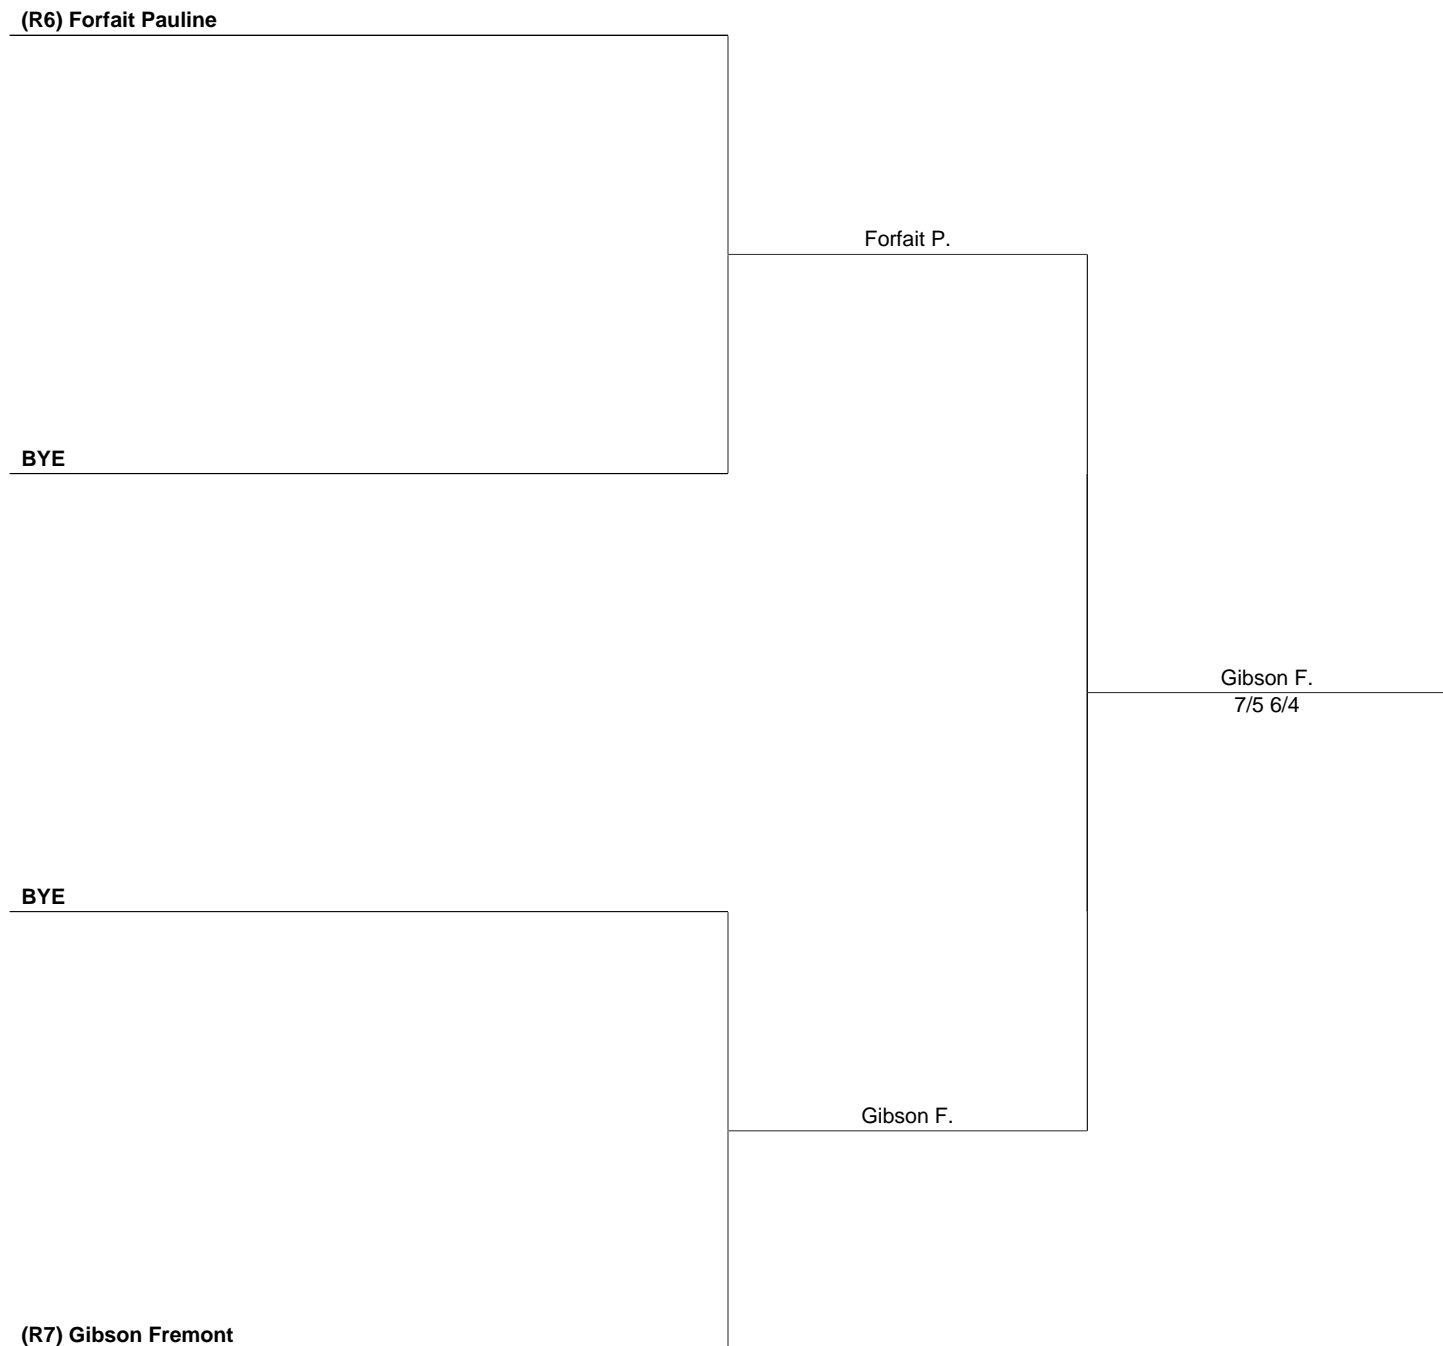 (R6) Forfait Pauline
Forfait P.
BYE
Gibson F.
7/5 6/4
BYE
Gibson F.
(R7) Gibson Fremont